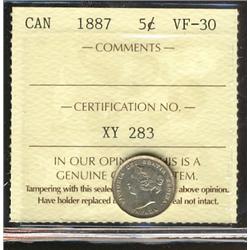 CAN 1887 5¢ VF-30
— COMMENTS —
— CERTIFICATION NO. —
XY 283
IN OUR OPIN THIS IS A
GENUINE TEM.
Tampering with this seale above opinion.
Have holder replaced eal not intact.